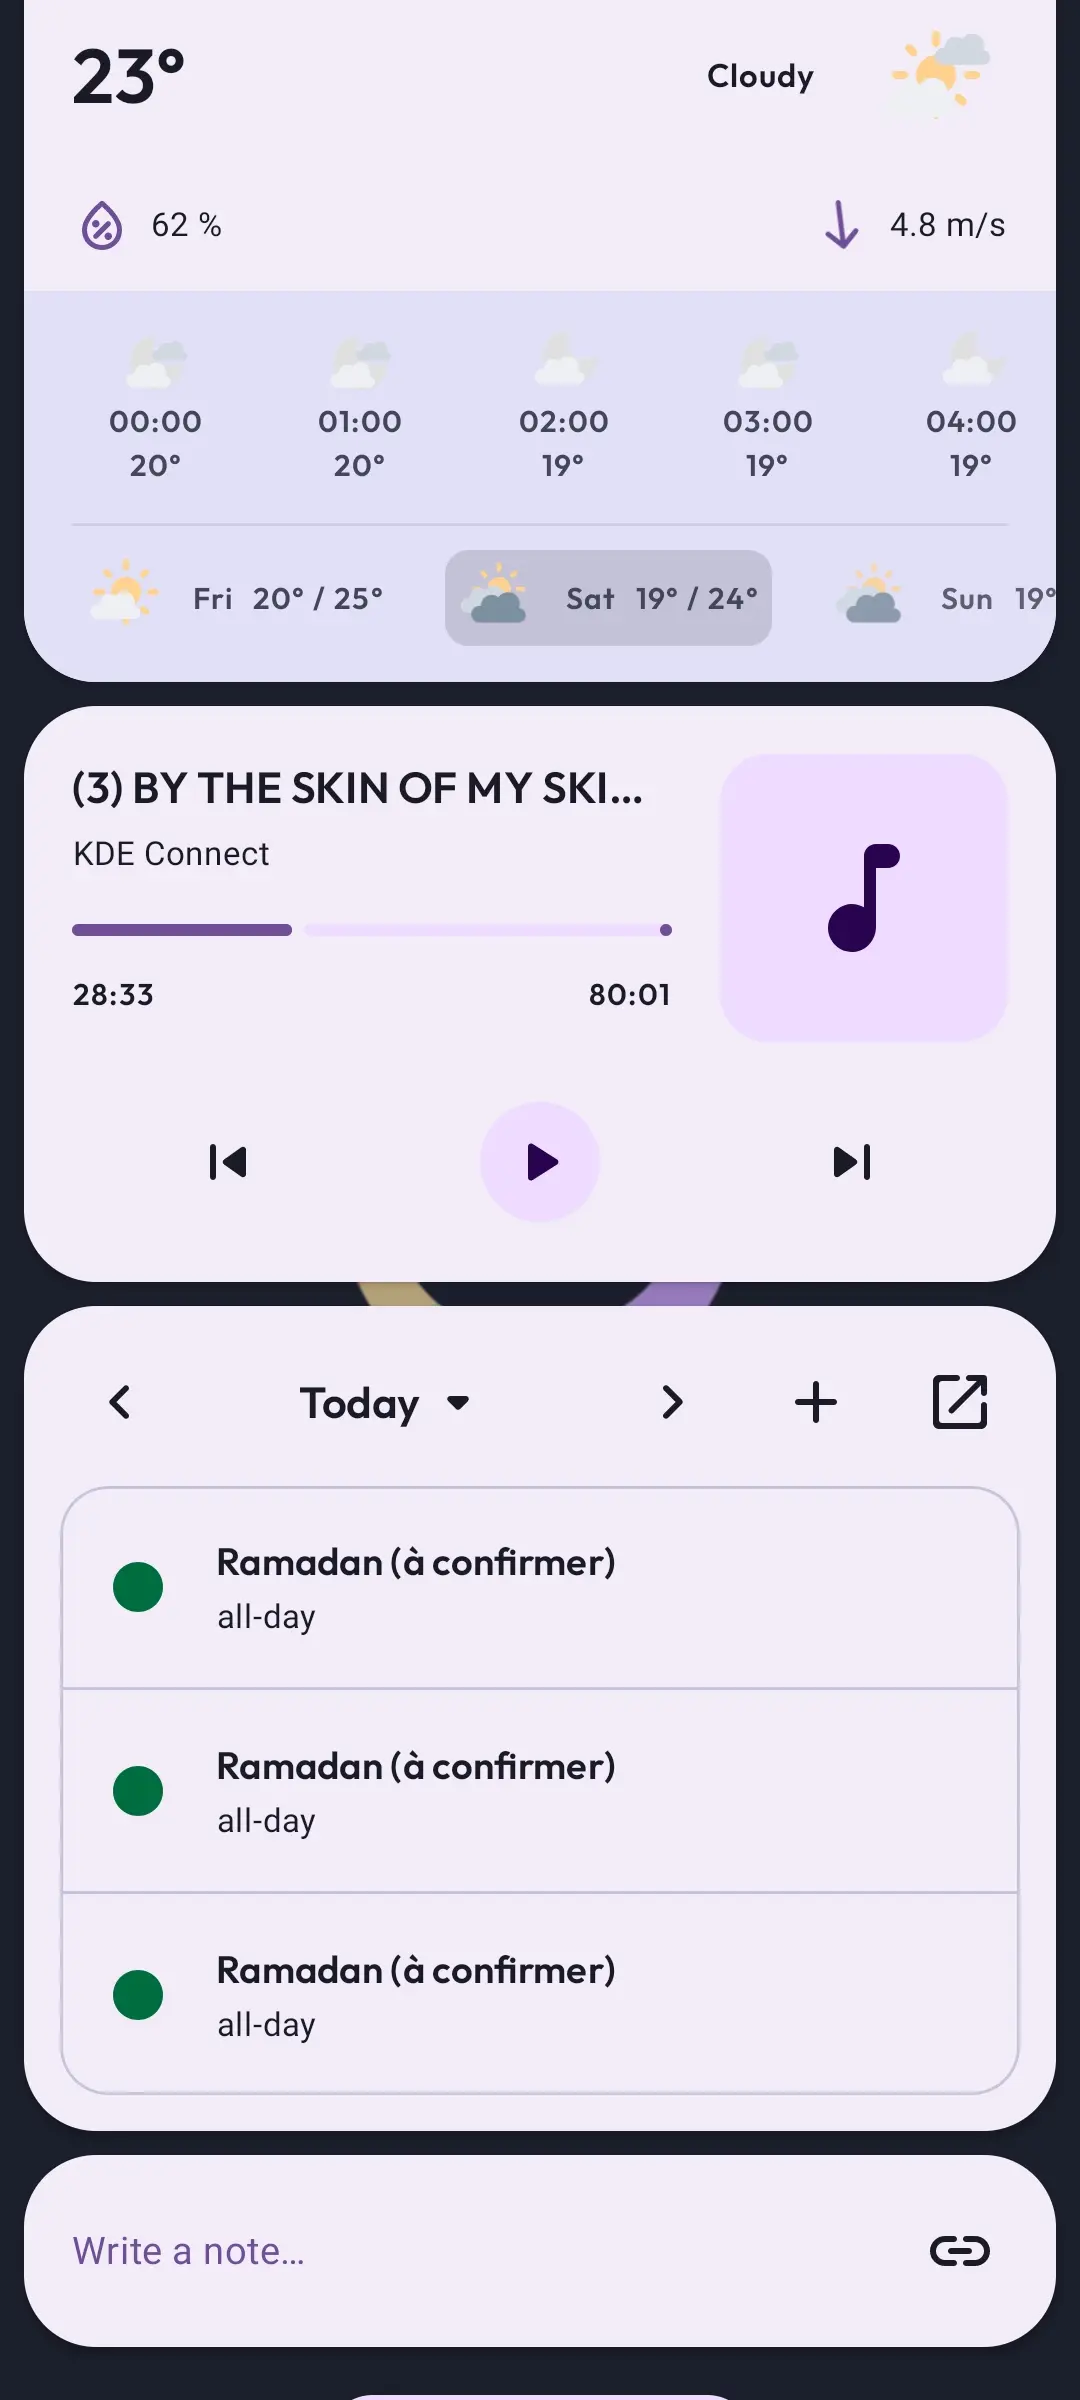 23°
Cloudy
62 %
4.8 m/s
00:00 01:00 02:00 03:00 04:00
20° 20° 19° 19° 19°
Fri 20° / 25° Sat 19° / 24° Sun 19°
(3) BY THE SKIN OF MY SKI...
KDE Connect
28:33 80:01
Today
Ramadan (à confirmer)
all-day
Ramadan (à confirmer)
all-day
Ramadan (à confirmer)
all-day
Write a note...